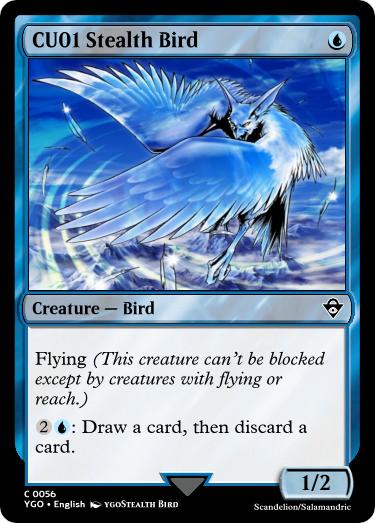 CU01 Stealth Bird
Creature — Bird
Flying (This creature can't be blocked
except by creatures with flying or
reach.)
2: Draw a card, then discard a
card.
1/2
C 0056
YGO • English YGOStealth Bird
Scandelion/Salamandric